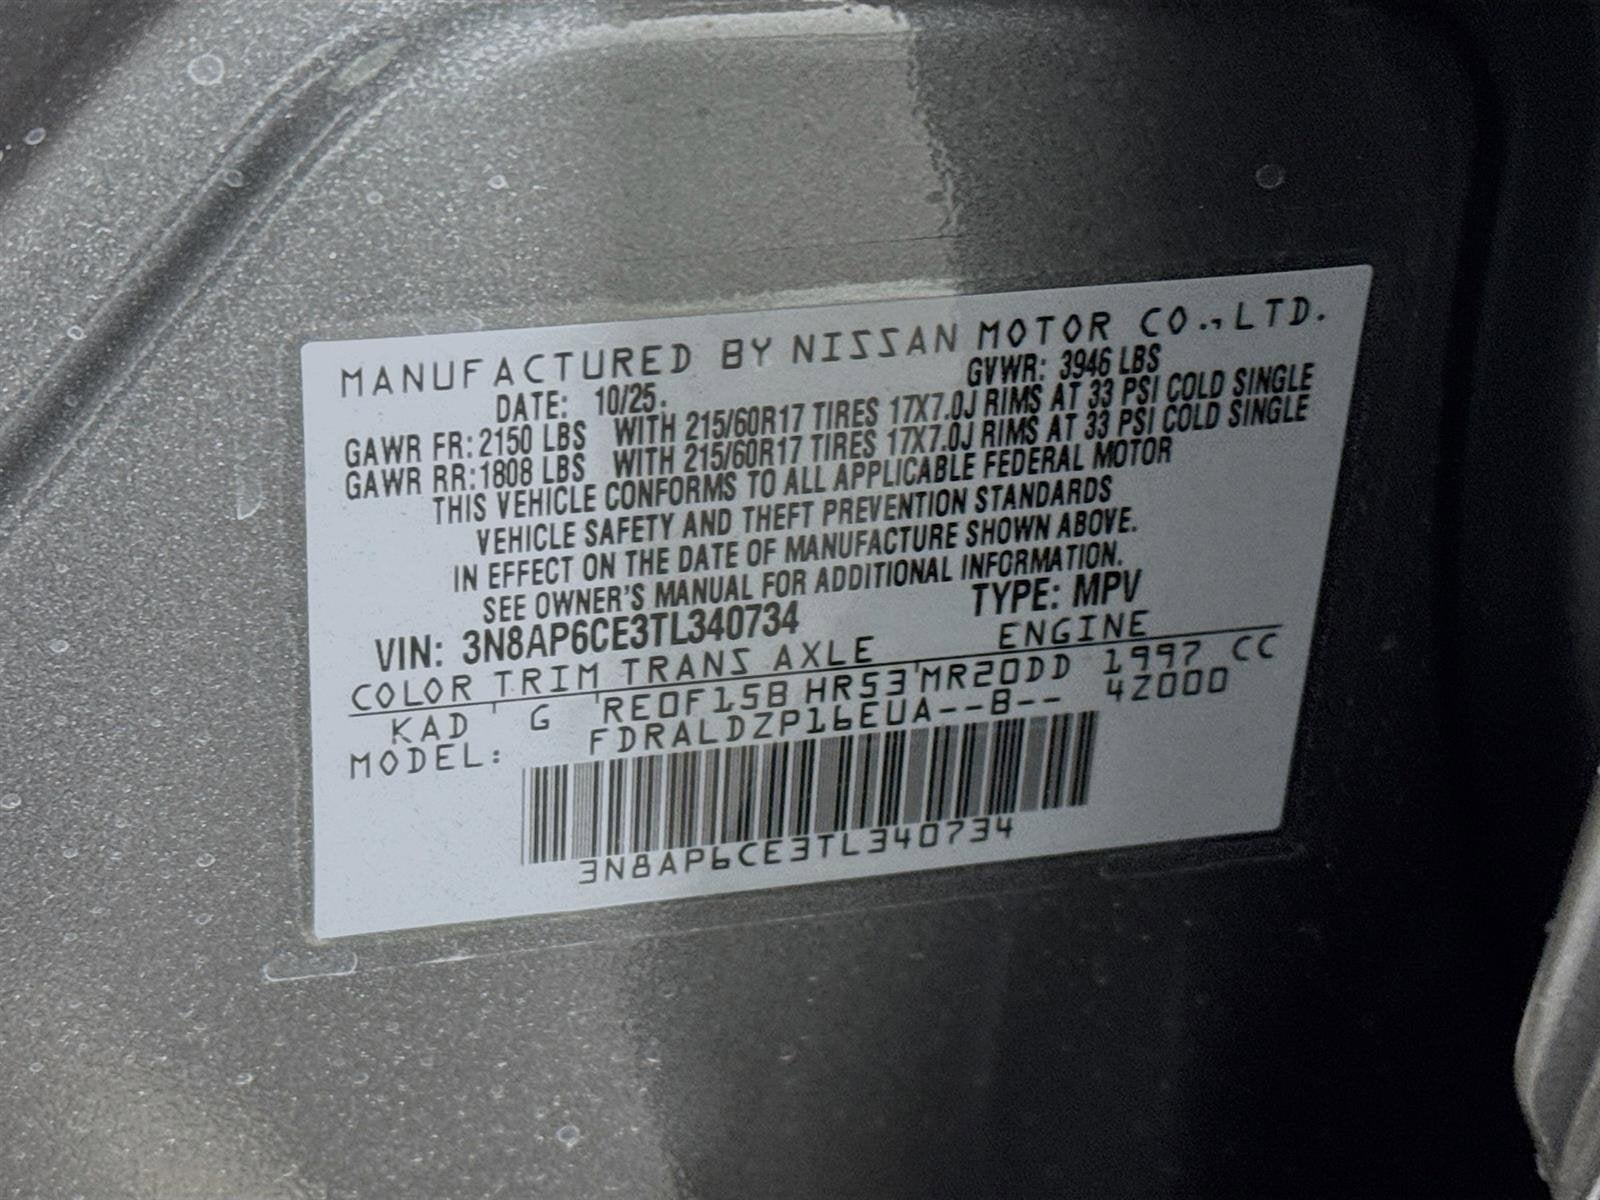 MANUFACTURED BY NISSAN MOTOR CO., LTD.
DATE: 10/25. GVWR: 3946 LBS
GAWR FR: 2150 LBS WITH 215/60R17 TIRES 17X7.0J RIMS AT 33 PSI COLD SINGLE
GAWR RR: 1808 LBS WITH 215/60R17 TIRES 17X7.0J RIMS AT 33 PSI COLD SINGLE
THIS VEHICLE CONFORMS TO ALL APPLICABLE FEDERAL MOTOR
VEHICLE SAFETY AND THEFT PREVENTION STANDARDS
IN EFFECT ON THE DATE OF MANUFACTURE SHOWN ABOVE.
SEE OWNER'S MANUAL FOR ADDITIONAL INFORMATION.
VIN: 3N8AP6CE3TL340734 TYPE: MPV
COLOR TRIM TRANS AXLE ENGINE
KAD ' G 'RE0F15B HR53'MR20DD 1997 CC
MODEL: FDRALDZP16EUA--B-- 4Z000
3N8AP6CE3TL340734